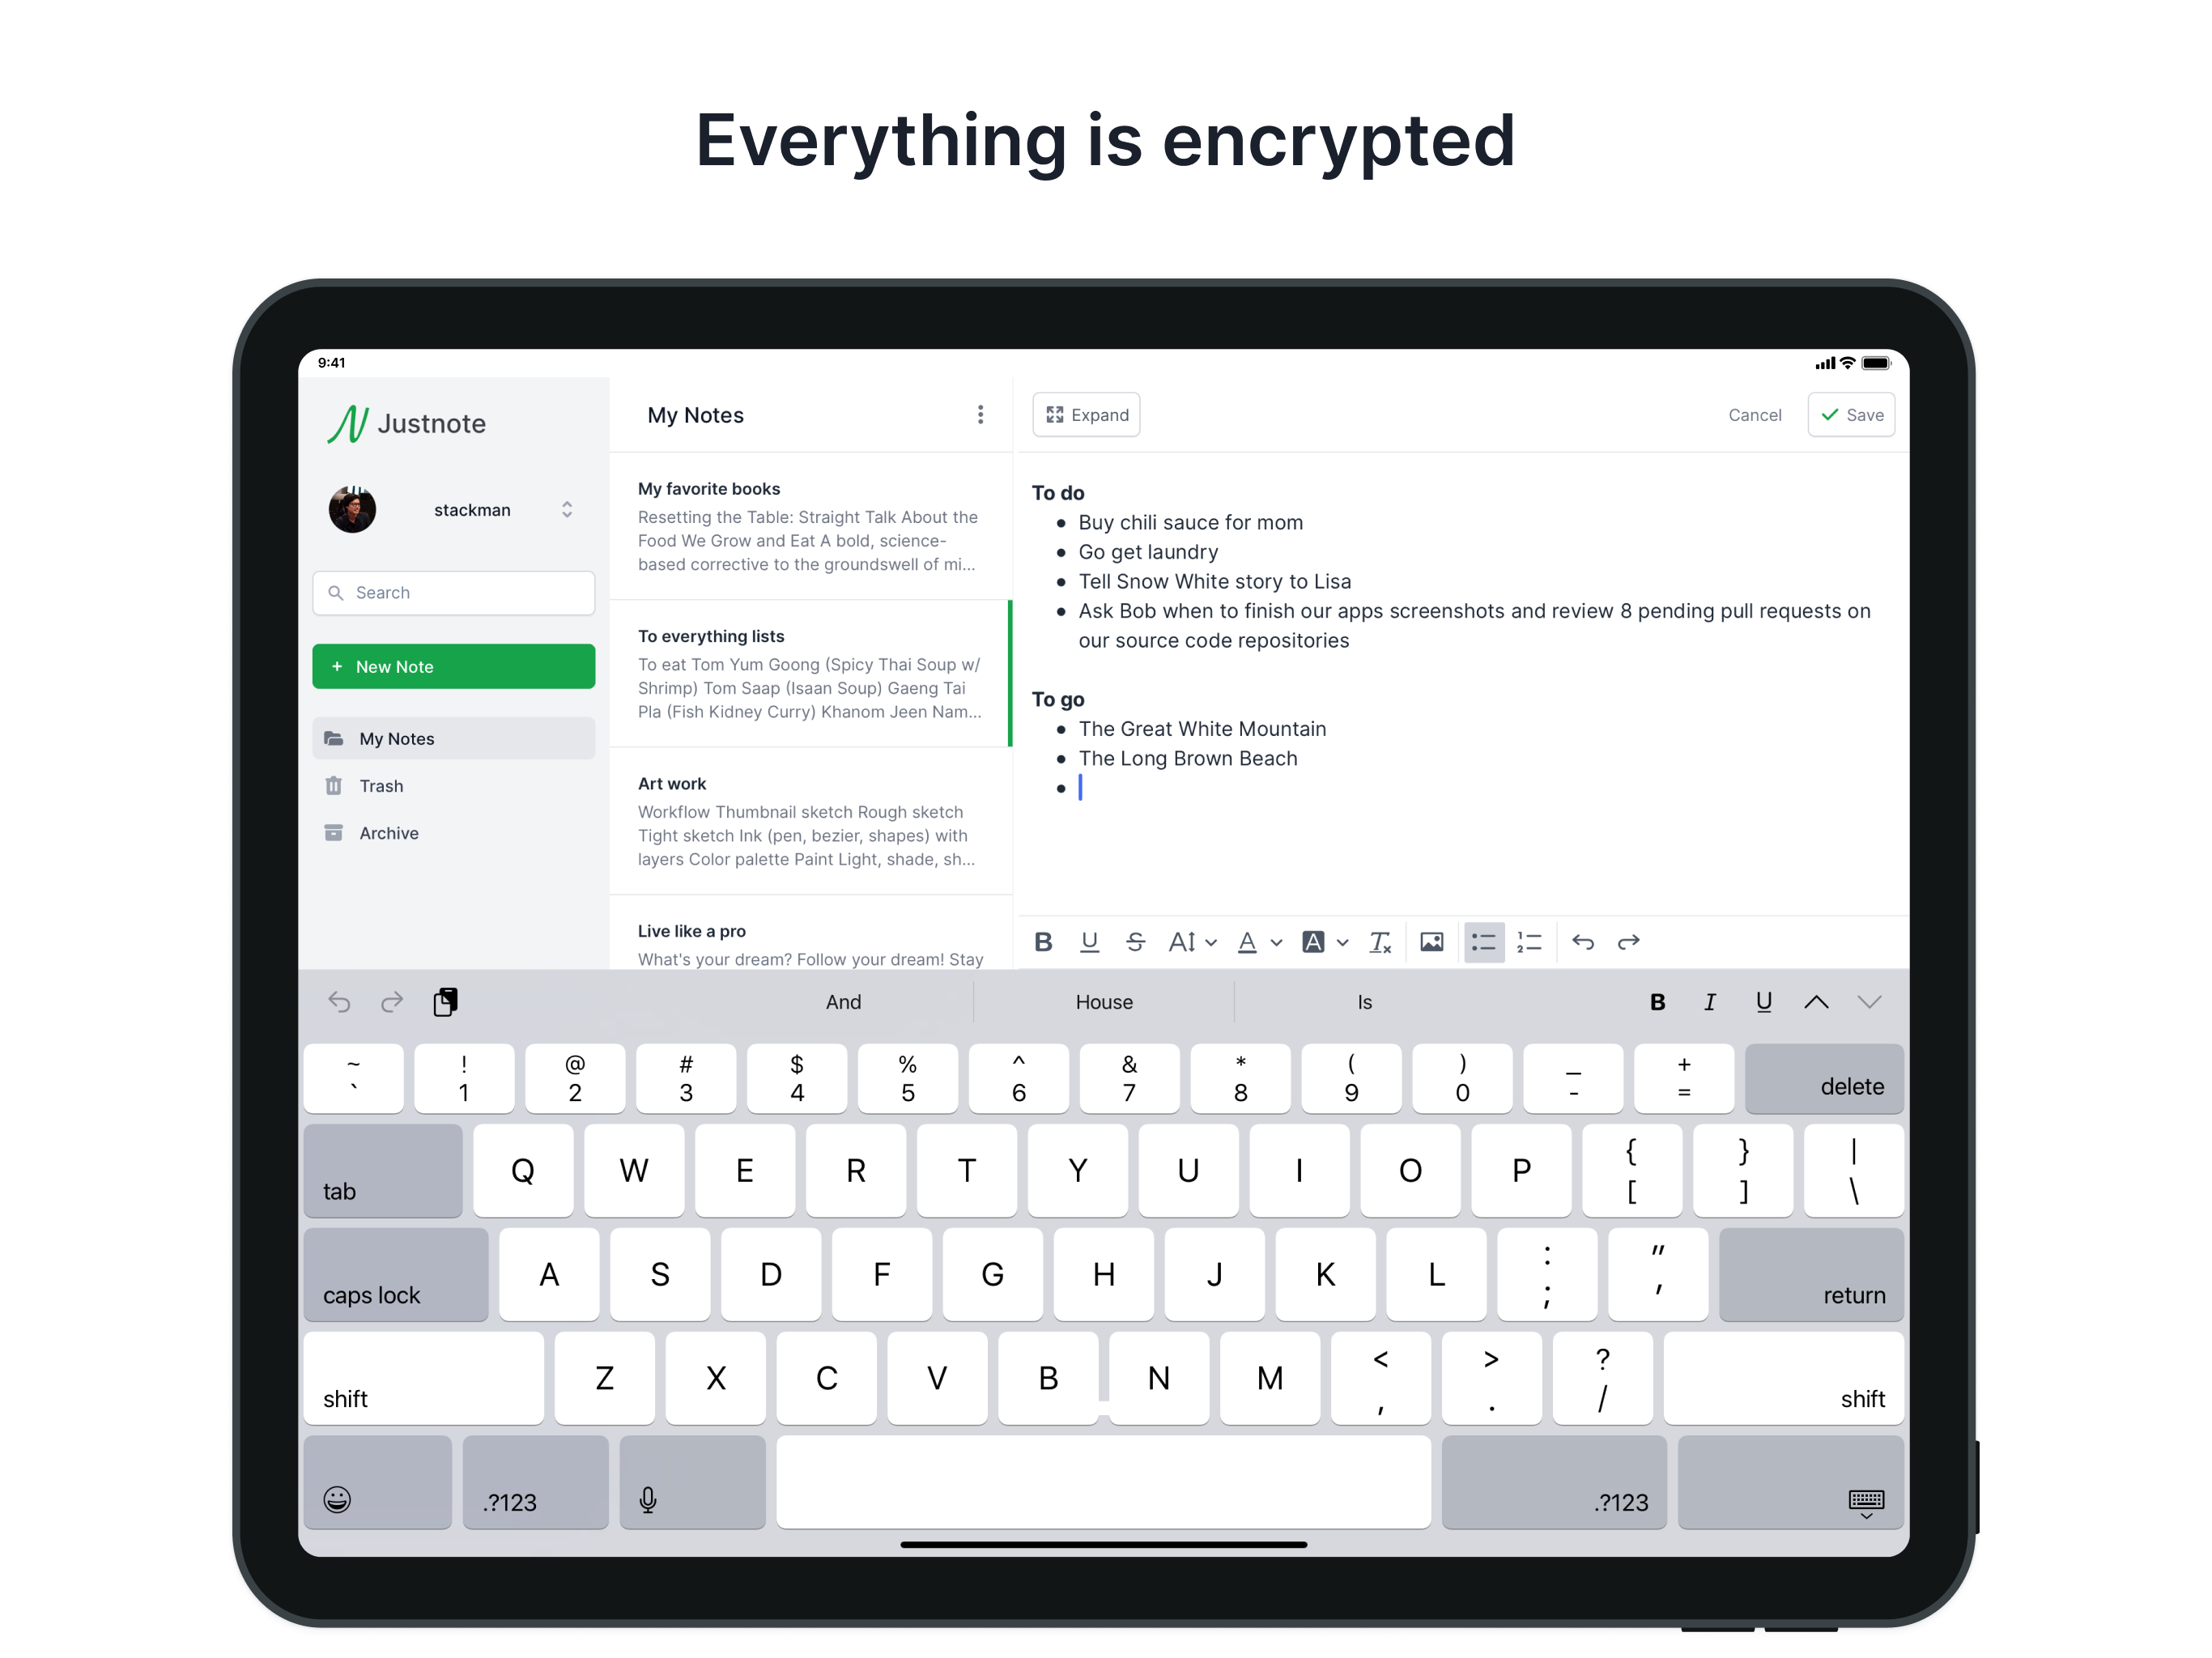 Everything is encrypted
9:41
Justnote
stackman
Search
+ New Note
My Notes
Trash
Archive
My Notes
My favorite books
Resetting the Table: Straight Talk About the
Food We Grow and Eat A bold, science-
based corrective to the groundswell of mi...
To everything lists
To eat Tom Yum Goong (Spicy Thai Soup w/
Shrimp) Tom Saap (Isaan Soup) Gaeng Tai
Pla (Fish Kidney Curry) Khanom Jeen Nam...
Art work
Workflow Thumbnail sketch Rough sketch
Tight sketch Ink (pen, bezier, shapes) with
layers Color palette Paint Light, shade, sh...
Live like a pro
What's your dream? Follow your dream! Stay
Expand
Cancel
Save
To do
• Buy chili sauce for mom
• Go get laundry
• Tell Snow White story to Lisa
• Ask Bob when to finish our apps screenshots and review 8 pending pull requests on
our source code repositories
To go
• The Great White Mountain
• The Long Brown Beach
•
B U S A A A T
And House Is
B I U
~ ! @ # $ % ^ & * ( ) _ +
` 1 2 3 4 5 6 7 8 9 0 - = delete
tab Q W E R T Y U I O P { [ } ] | \
caps lock A S D F G H J K L : ; " ' return
shift Z X C V B N M < , > . ? / shift
.?123 .?123